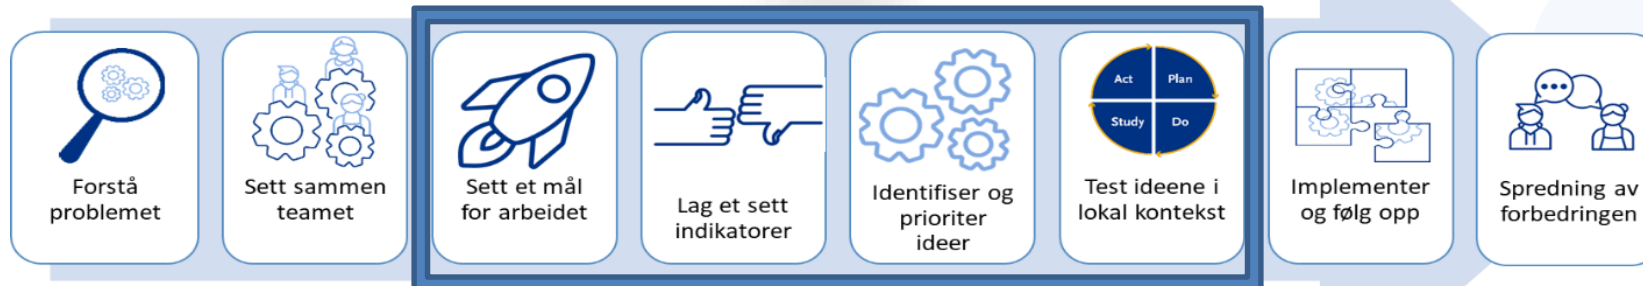 Forstå
problemet
Sett sammen
teamet
Sett et mål
for arbeidet
Lag et sett
indikatorer
Identifiser og
prioriter
ideer
Act
Plan
Study
Do
Test ideene i
lokal kontekst
Implementer
og følg opp
Spredning av
forbedringen